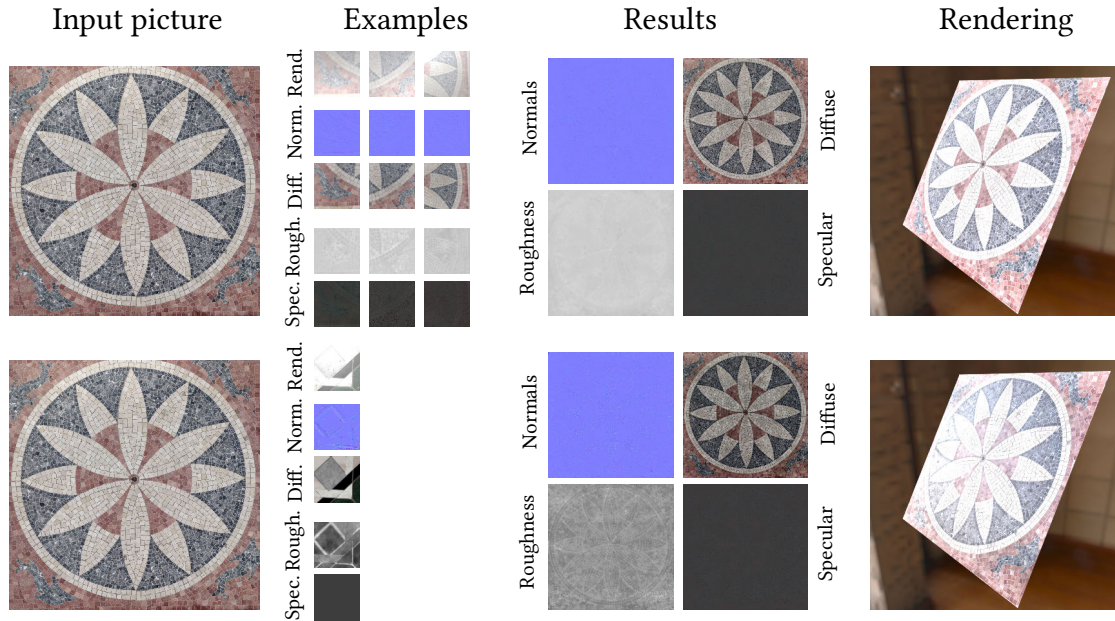 Input picture
Examples
Results
Rendering
Rend.
Norm.
Diff.
Rough.
Spec.
Normals
Diffuse
Roughness
Specular
Rend.
Norm.
Diff.
Rough.
Spec.
Normals
Diffuse
Roughness
Specular